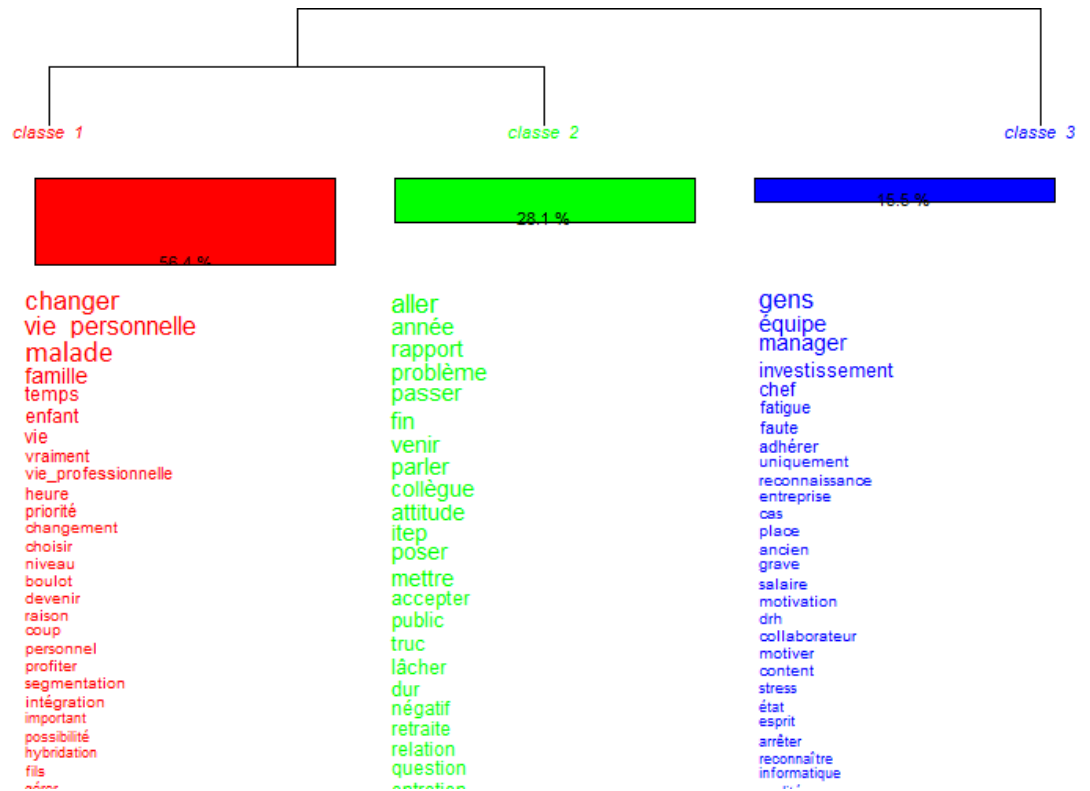 classe 1
classe 2
classe 3
56.4 %
28.1 %
15.5 %
changer
vie personnelle
malade
famille
temps
enfant
vie
vraiment
vie_professionnelle
heure
priorité
changement
choisir
niveau
boulot
devenir
raison
coup
personnel
profiter
segmentation
intégration
important
possibilité
hybridation
fils
aller
année
rapport
problème
passer
fin
venir
parler
collègue
attitude
itep
poser
mettre
accepter
public
truc
lâcher
dur
négatif
retraite
relation
question
gens
équipe
manager
investissement
chef
fatigue
faute
adhérer
uniquement
reconnaissance
entreprise
cas
place
ancien
grave
salaire
motivation
drh
collaborateur
motiver
content
stress
état
esprit
arrêter
reconnaître
informatique